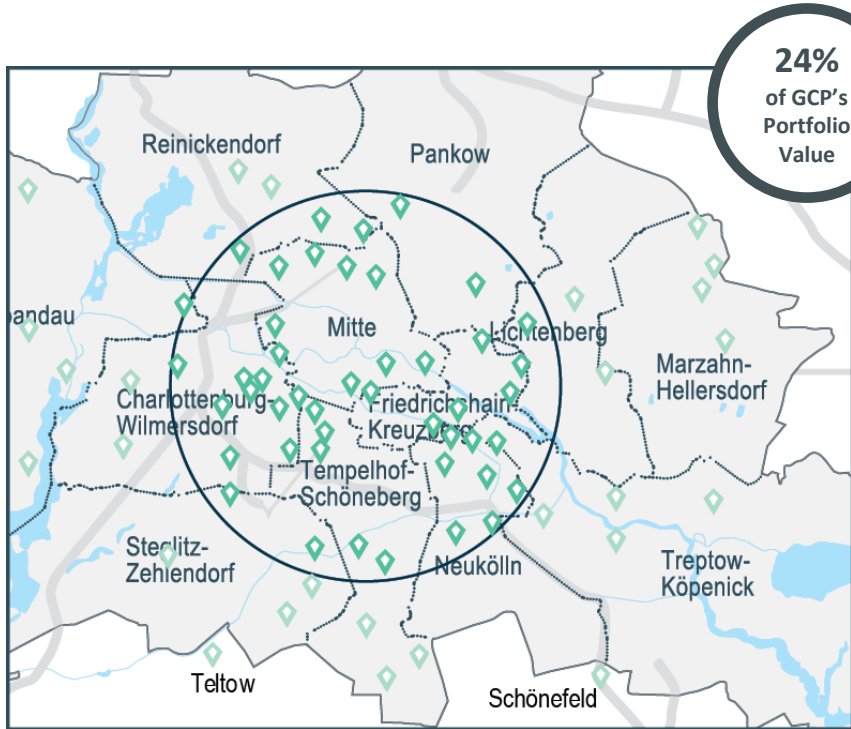 24%
of GCP's
Portfolio
Value
Reinickendorf
Pankow
pandau
Mitte
Lichtenberg
Marzahn-
Hellersdorf
Charlottenburg-
Wilmersdorf
Friedrichshain-
Kreuzberg
Tempelhof-
Schöneberg
Steglitz-
Zehlendorf
Neukölln
Treptow-
Köpenick
Teltow
Schönefeld